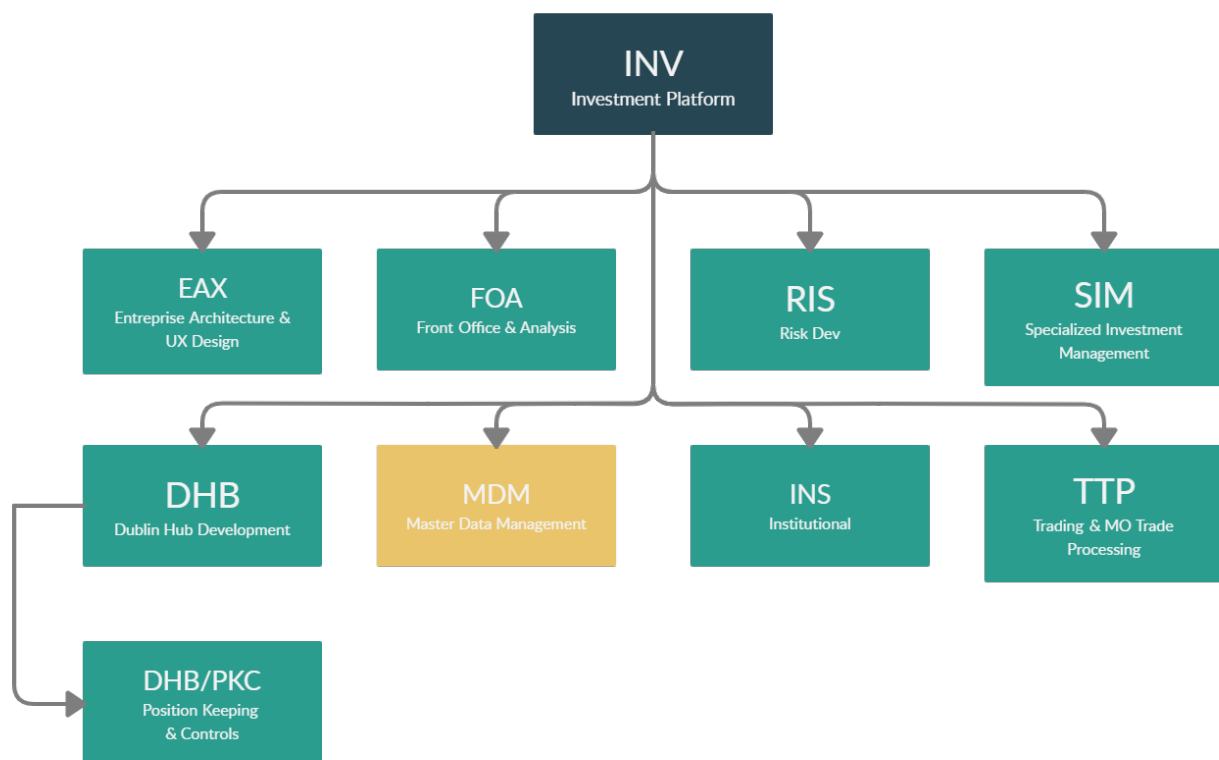 INV
Investment Platform
EAX
Entreprise Architecture &
UX Design
FOA
Front Office & Analysis
RIS
Risk Dev
SIM
Specialized Investment
Management
DHB
Dublin Hub Development
MDM
Master Data Management
INS
Institutional
TTP
Trading & MO Trade
Processing
DHB/PKC
Position Keeping
& Controls